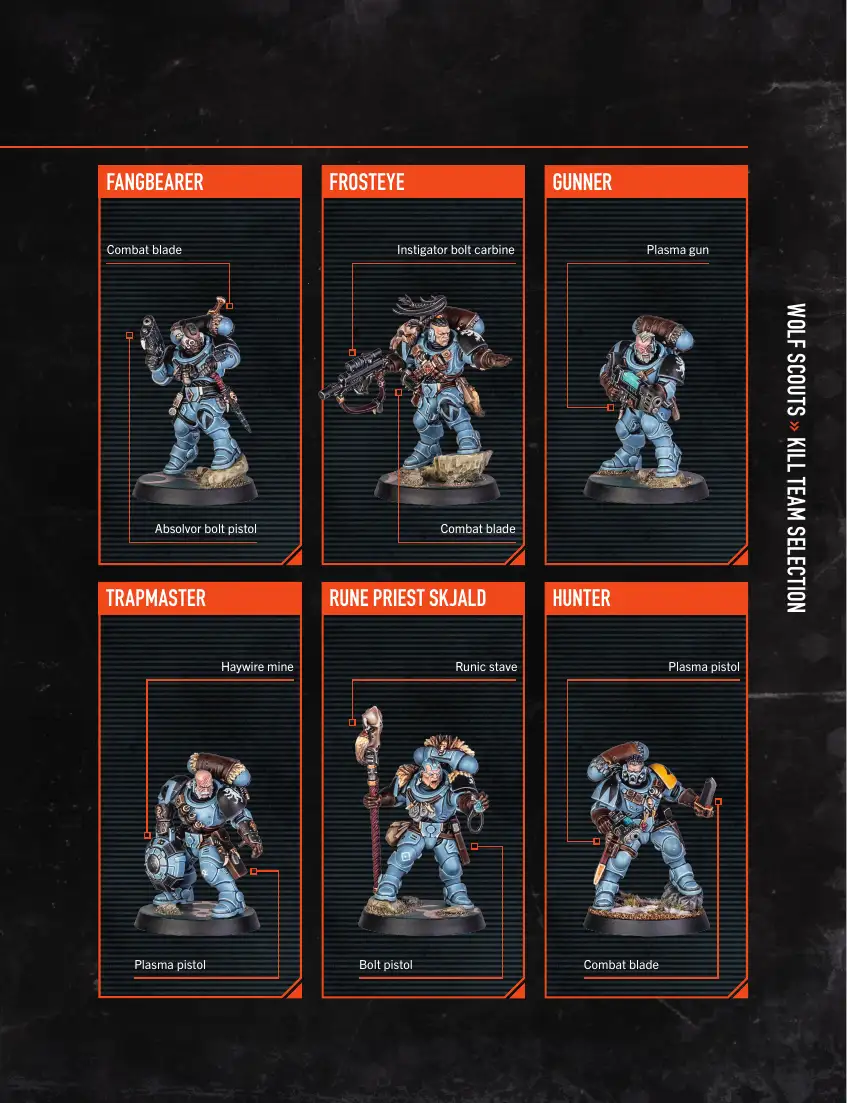 FANGBEARER
Combat blade
Absolvor bolt pistol
FROSTEYE
Instigator bolt carbine
Combat blade
GUNNER
Plasma gun
TRAPMASTER
Haywire mine
Plasma pistol
RUNE PRIEST SKJALD
Runic stave
Bolt pistol
HUNTER
Plasma pistol
Combat blade
WOLF SCOUTS » KILL TEAM SELECTION